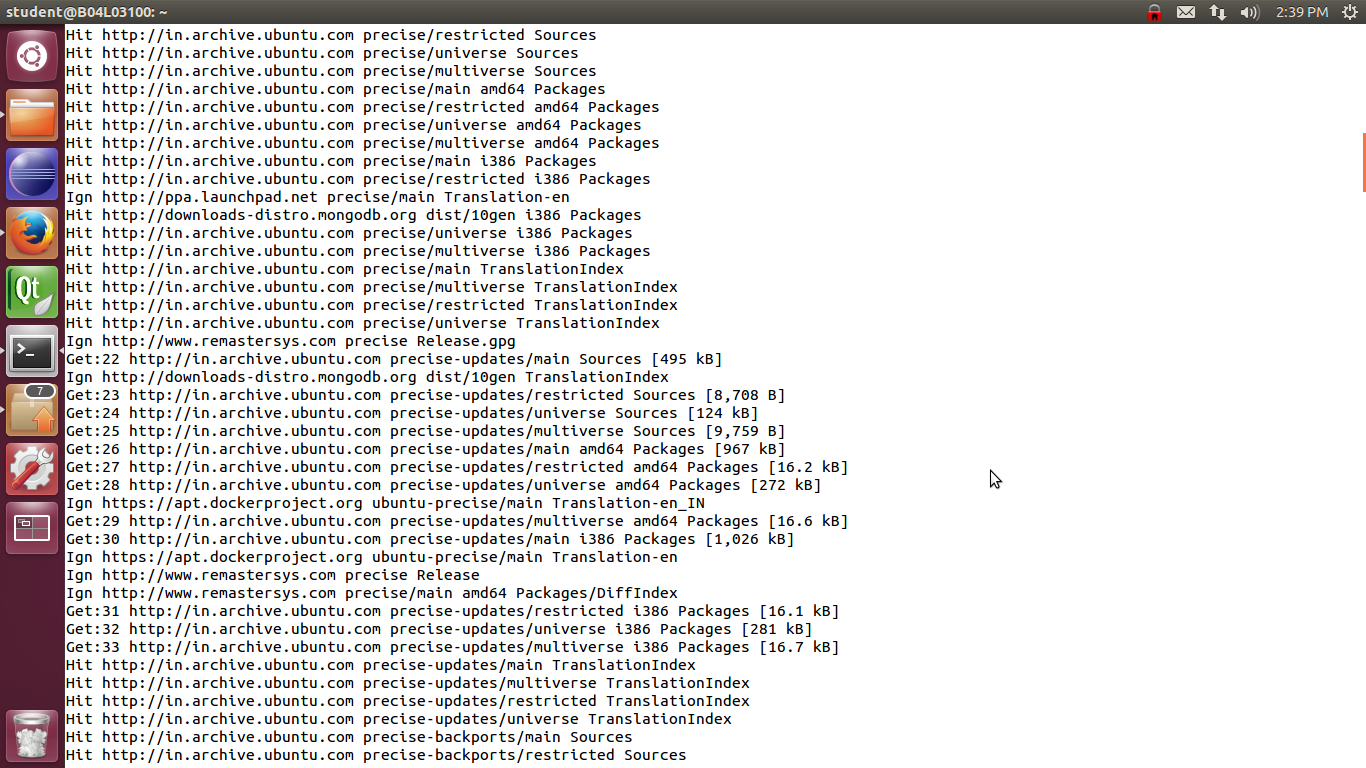 student@B04L03100: ~
2:39 PM
Hit http://in.archive.ubuntu.com precise/restricted Sources
Hit http://in.archive.ubuntu.com precise/universe Sources
Hit http://in.archive.ubuntu.com precise/multiverse Sources
Hit http://in.archive.ubuntu.com precise/main amd64 Packages
Hit http://in.archive.ubuntu.com precise/restricted amd64 Packages
Hit http://in.archive.ubuntu.com precise/universe amd64 Packages
Hit http://in.archive.ubuntu.com precise/multiverse amd64 Packages
Hit http://in.archive.ubuntu.com precise/main i386 Packages
Hit http://in.archive.ubuntu.com precise/restricted i386 Packages
Ign http://ppa.launchpad.net precise/main Translation-en
Hit http://downloads-distro.mongodb.org dist/10gen i386 Packages
Hit http://in.archive.ubuntu.com precise/universe i386 Packages
Hit http://in.archive.ubuntu.com precise/multiverse i386 Packages
Hit http://in.archive.ubuntu.com precise/main TranslationIndex
Hit http://in.archive.ubuntu.com precise/multiverse TranslationIndex
Hit http://in.archive.ubuntu.com precise/restricted TranslationIndex
Hit http://in.archive.ubuntu.com precise/universe TranslationIndex
Ign http://www.remastersys.com precise Release.gpg
Get:22 http://in.archive.ubuntu.com precise-updates/main Sources [495 kB]
Ign http://downloads-distro.mongodb.org dist/10gen TranslationIndex
Get:23 http://in.archive.ubuntu.com precise-updates/restricted Sources [8,708 B]
Get:24 http://in.archive.ubuntu.com precise-updates/universe Sources [124 kB]
Get:25 http://in.archive.ubuntu.com precise-updates/multiverse Sources [9,759 B]
Get:26 http://in.archive.ubuntu.com precise-updates/main amd64 Packages [967 kB]
Get:27 http://in.archive.ubuntu.com precise-updates/restricted amd64 Packages [16.2 kB]
Get:28 http://in.archive.ubuntu.com precise-updates/universe amd64 Packages [272 kB]
Ign https://apt.dockerproject.org ubuntu-precise/main Translation-en_IN
Get:29 http://in.archive.ubuntu.com precise-updates/multiverse amd64 Packages [16.6 kB]
Get:30 http://in.archive.ubuntu.com precise-updates/main i386 Packages [1,026 kB]
Ign https://apt.dockerproject.org ubuntu-precise/main Translation-en
Ign http://www.remastersys.com precise Release
Ign http://www.remastersys.com precise/main amd64 Packages/DiffIndex
Get:31 http://in.archive.ubuntu.com precise-updates/restricted i386 Packages [16.1 kB]
Get:32 http://in.archive.ubuntu.com precise-updates/universe i386 Packages [281 kB]
Get:33 http://in.archive.ubuntu.com precise-updates/multiverse i386 Packages [16.7 kB]
Hit http://in.archive.ubuntu.com precise-updates/main TranslationIndex
Hit http://in.archive.ubuntu.com precise-updates/multiverse TranslationIndex
Hit http://in.archive.ubuntu.com precise-updates/restricted TranslationIndex
Hit http://in.archive.ubuntu.com precise-updates/universe TranslationIndex
Hit http://in.archive.ubuntu.com precise-backports/main Sources
Hit http://in.archive.ubuntu.com precise-backports/restricted Sources
Qt
>_
7